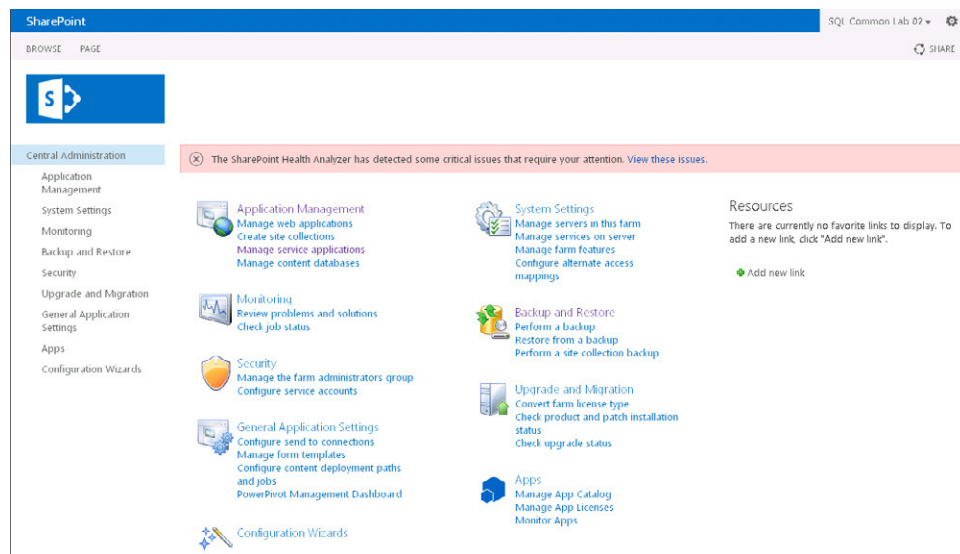 SharePoint
SQL Common Lab 02
BROWSE PAGE
SHARE
S
Central Administration
Application
Management
System Settings
Monitoring
Backup and Restore
Security
Upgrade and Migration
General Application
Settings
Apps
Configuration Wizards
The SharePoint Health Analyzer has detected some critical issues that require your attention. View these issues.
Application Management
Manage web applications
Create site collections
Manage service applications
Manage content databases
Monitoring
Review problems and solutions
Check job status
Security
Manage the farm administrators group
Configure service accounts
General Application Settings
Configure send to connections
Manage form templates
Configure content deployment paths
and jobs
PowerPivot Management Dashboard
Configuration Wizards
System Settings
Manage servers in this farm
Manage services on server
Manage farm features
Configure alternate access
mappings
Backup and Restore
Perform a backup
Restore from a backup
Perform a site collection backup
Upgrade and Migration
Convert farm license type
Check product and patch installation
status
Check upgrade status
Apps
Manage App Catalog
Manage App Licenses
Monitor Apps
Resources
There are currently no favorite links to display. To
add a new link, click "Add new link".
Add new link